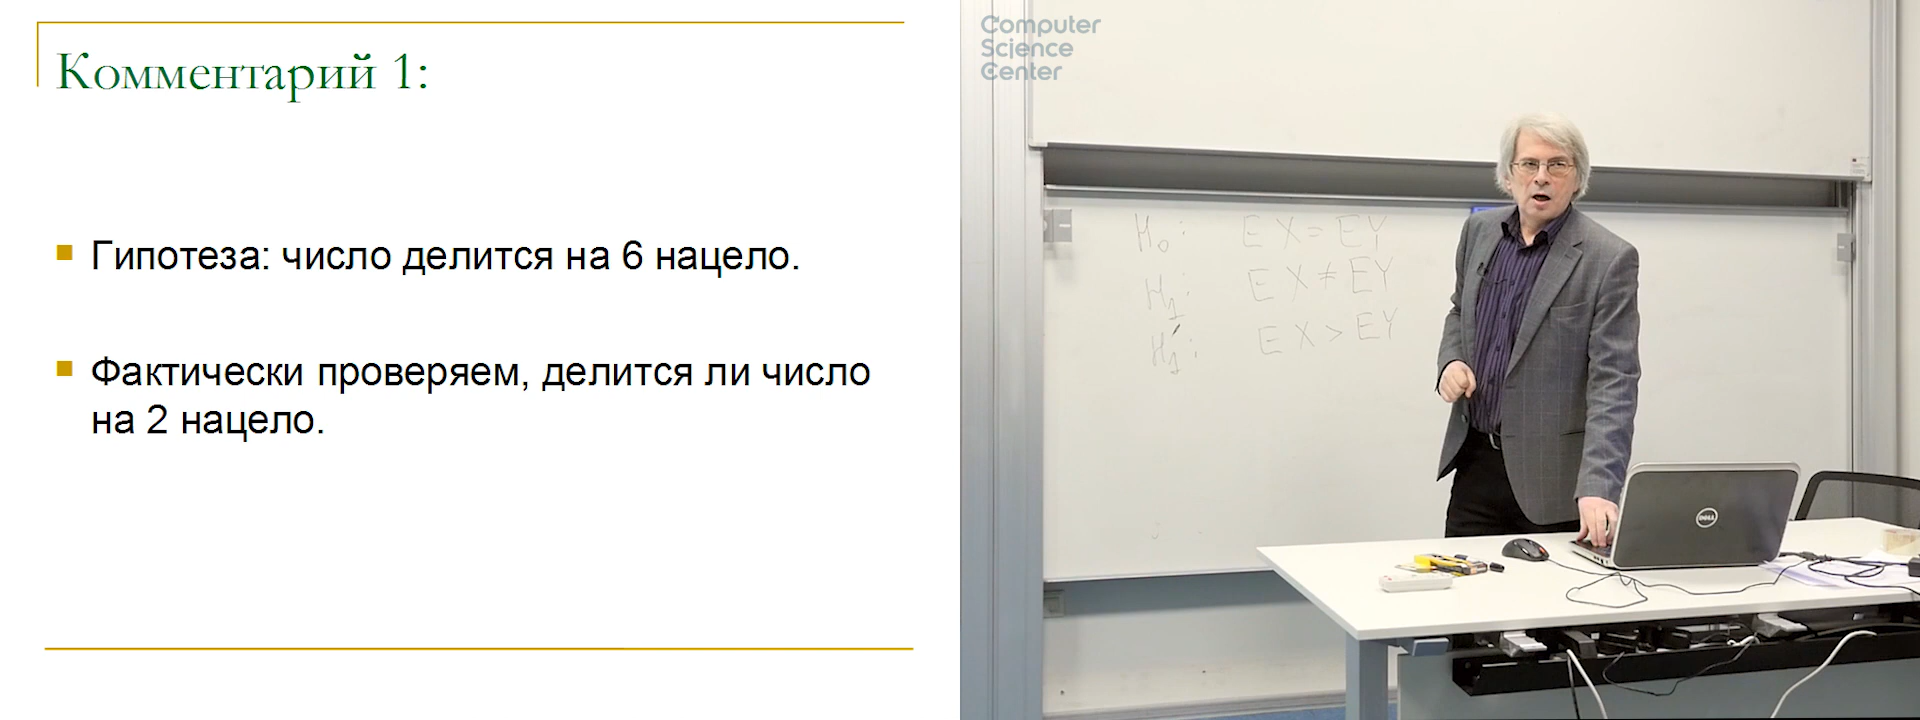 Комментарий 1:
Гипотеза: число делится на 6 нацело.
Фактически проверяем, делится ли число
на 2 нацело.
Computer
Science
Center
H₀: EX = EY
H₁: EX ≠ EY
H₁: EX > EY
DELL